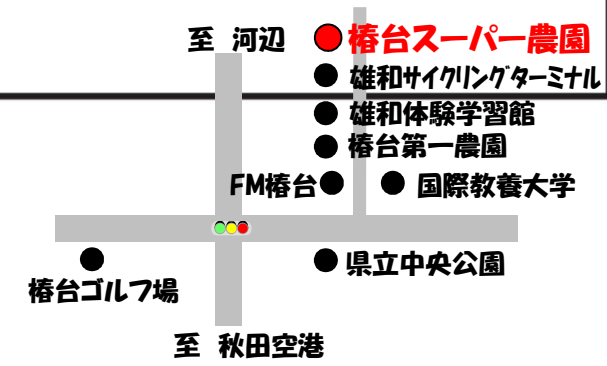 至 河辺
椿台スーパー農園
雄和サイクリングターミナル
雄和体験学習館
椿台第一農園
FM椿台
国際教養大学
県立中央公園
椿台ゴルフ場
至 秋田空港